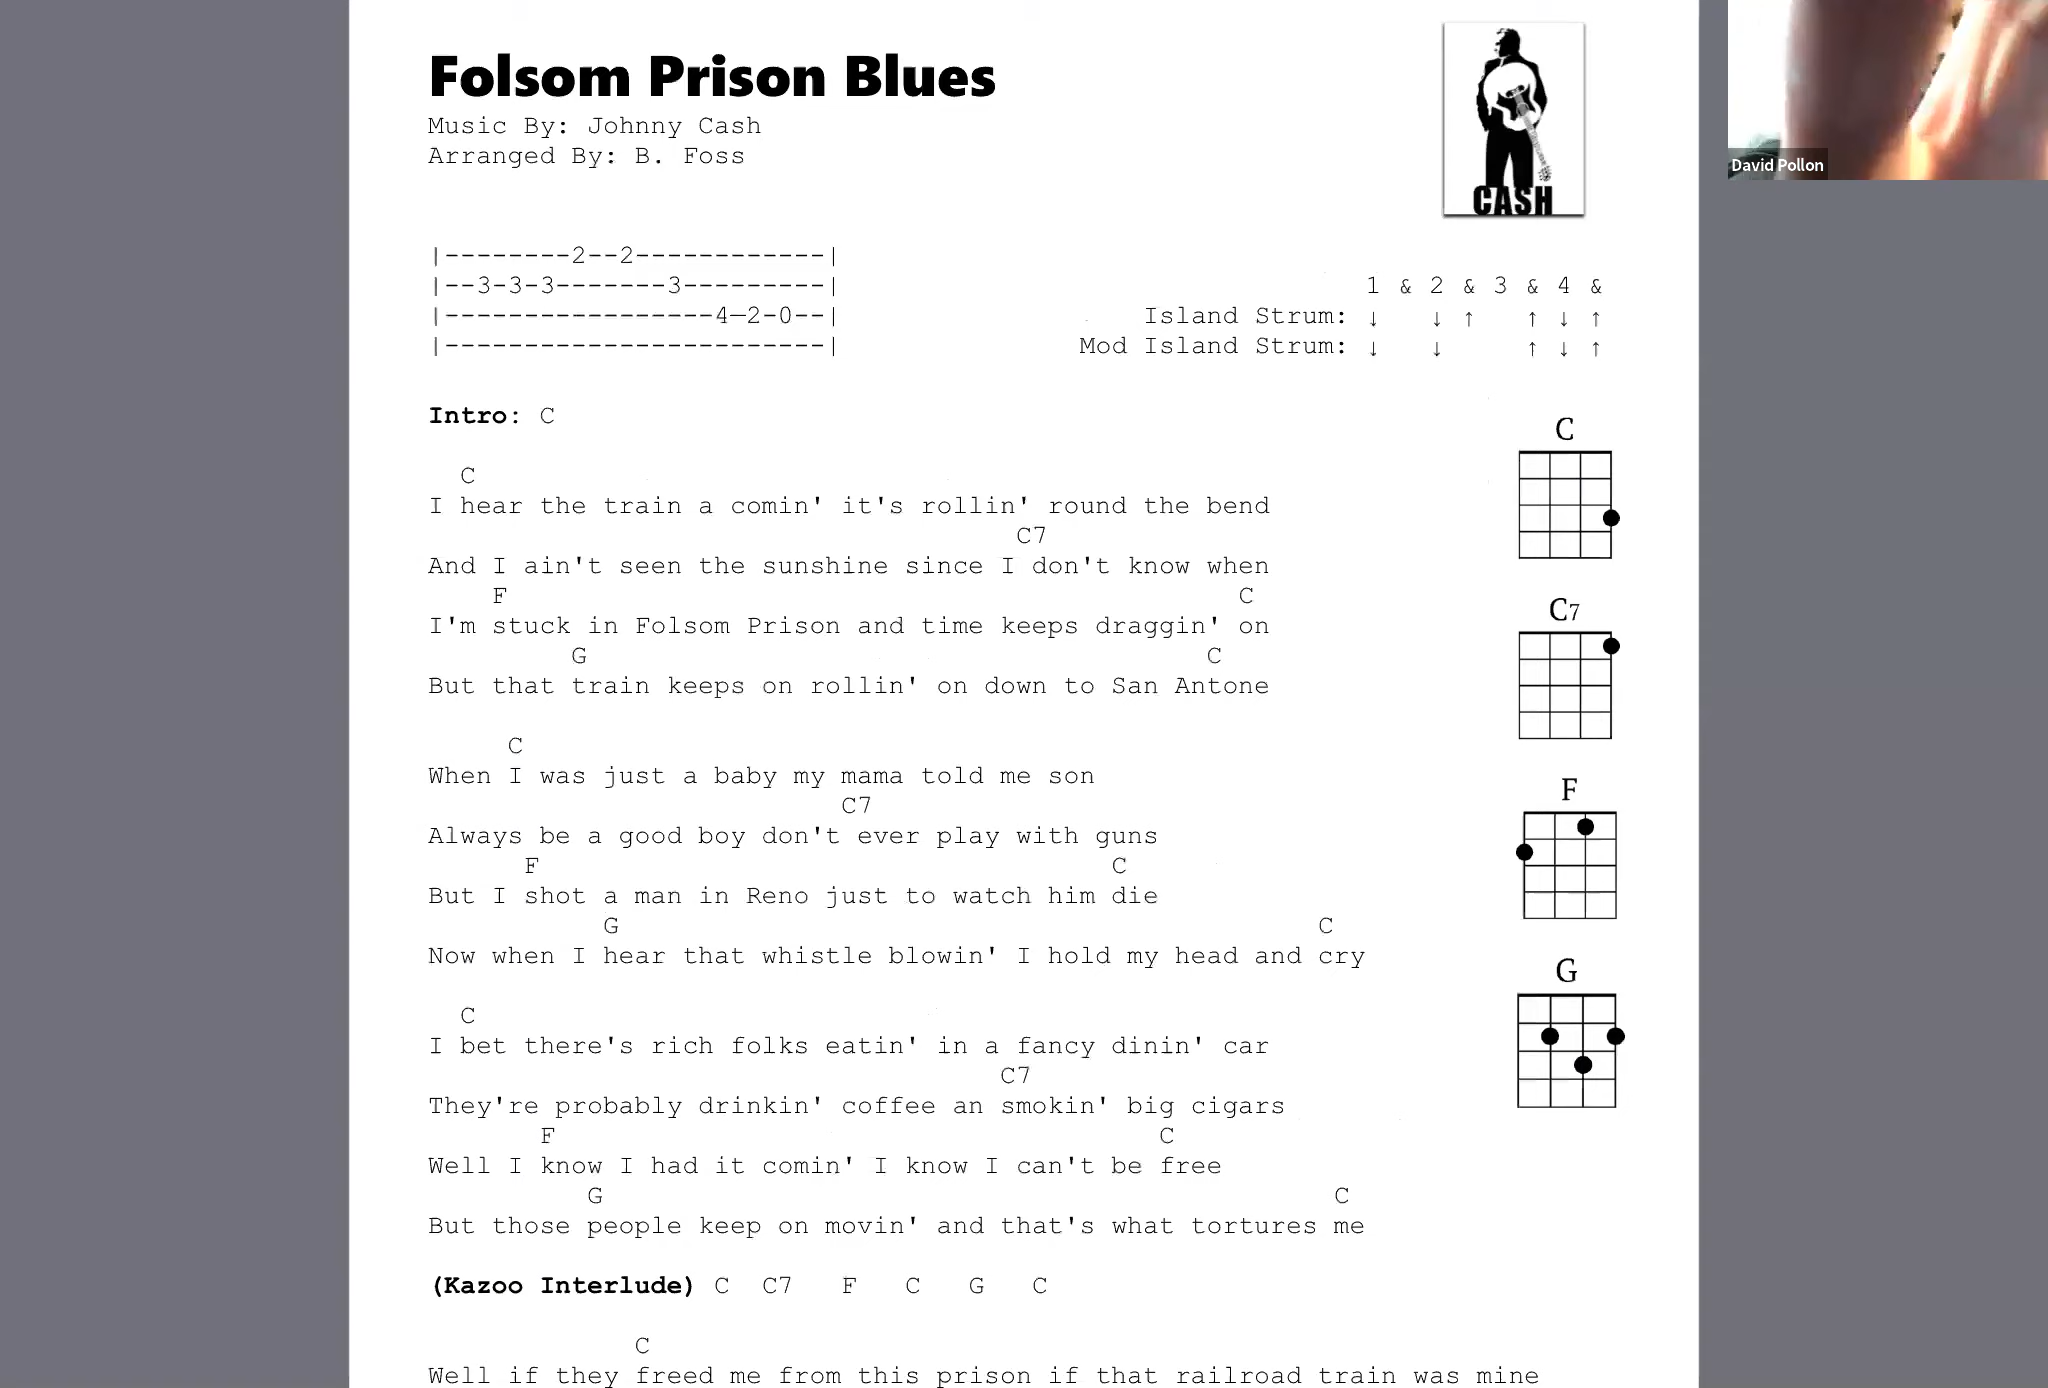 Folsom Prison Blues
Music By: Johnny Cash
Arranged By: B. Foss
CASH
David Pollon
|--------2--2------------|
|--3-3-3-------3---------|
|-----------------4—2-0--|
|------------------------|
1 & 2 & 3 & 4 &
Island Strum: ↓ ↓ ↑ ↑ ↓ ↑
Mod Island Strum: ↓ ↓ ↑ ↓ ↑
Intro: C
C
I hear the train a comin' it's rollin' round the bend
C7
And I ain't seen the sunshine since I don't know when
F C
I'm stuck in Folsom Prison and time keeps draggin' on
G C
But that train keeps on rollin' on down to San Antone
C
When I was just a baby my mama told me son
C7
Always be a good boy don't ever play with guns
F C
But I shot a man in Reno just to watch him die
G C
Now when I hear that whistle blowin' I hold my head and cry
C
I bet there's rich folks eatin' in a fancy dinin' car
C7
They're probably drinkin' coffee an smokin' big cigars
F C
Well I know I had it comin' I know I can't be free
G C
But those people keep on movin' and that's what tortures me
(Kazoo Interlude) C C7 F C G C
C
Well if they freed me from this prison if that railroad train was mine
C
C7
F
G